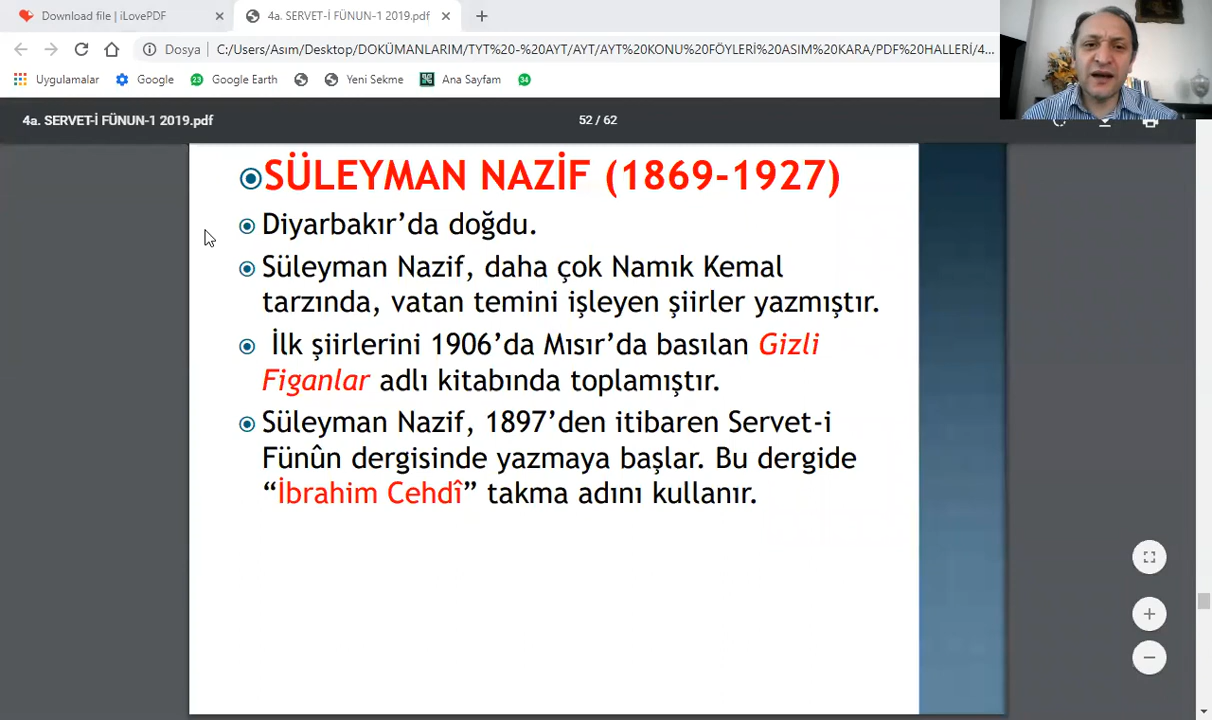 Download file | iLovePDF
4a. SERVET-İ FÜNUN-1 2019.pdf
Dosya
C:/Users/Asım/Desktop/DOKÜMANLARIM/TYT%20-%20AYT/AYT/AYT%20KONU%20FÖYLERİ%20ASIM%20KARA/PDF%20HALLERİ/4...
Uygulamalar
Google
23 Google Earth
Yeni Sekme
Ana Sayfam
34
4a. SERVET-İ FÜNUN-1 2019.pdf
52 / 62
SÜLEYMAN NAZİF (1869-1927)
Diyarbakır’da doğdu.
Süleyman Nazif, daha çok Namık Kemal
tarzında, vatan temini işleyen şiirler yazmıştır.
İlk şiirlerini 1906’da Mısır’da basılan Gizli
Figanlar adlı kitabında toplamıştır.
Süleyman Nazif, 1897’den itibaren Servet-i
Fünûn dergisinde yazmaya başlar. Bu dergide
“İbrahim Cehdî” takma adını kullanır.